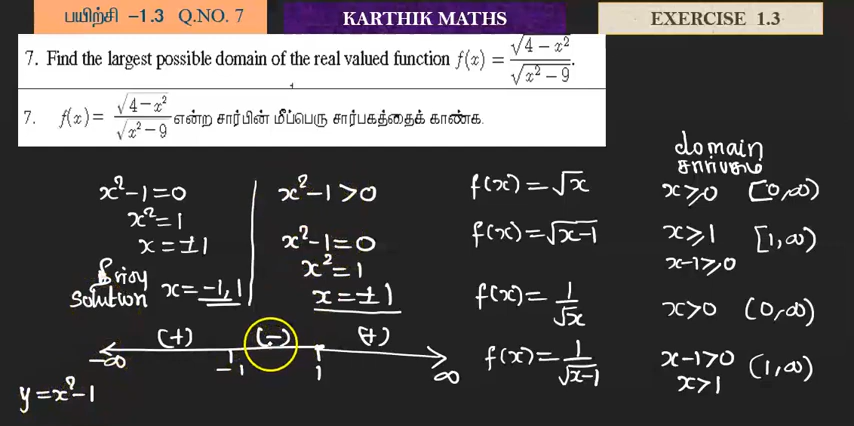 பயிற்சி –1.3 Q.NO. 7
KARTHIK MATHS
EXERCISE 1.3
7. Find the largest possible domain of the real valued function f(x) = √(4 − x²) / √(x² − 9).
7. f(x) = √(4−x²) / √(x²−9) என்ற சார்பின் மீப்பெரு சார்பகத்தைக் காண்க.
domain
சார்பகம்
x²−1=0
x²=1
x=±1
solution x=−1,1
x²−1>0
x²−1=0
x²=1
x=±1
f(x)=√x x≥0 [0,∞)
f(x)=√(x−1) x≥1 [1,∞)
x−1≥0
f(x)=1/√x x>0 (0,∞)
f(x)=1/√(x−1) x−1>0 (1,∞)
x>1
(+) (−) (+)
−∞ −1 1 ∞
y=x²−1